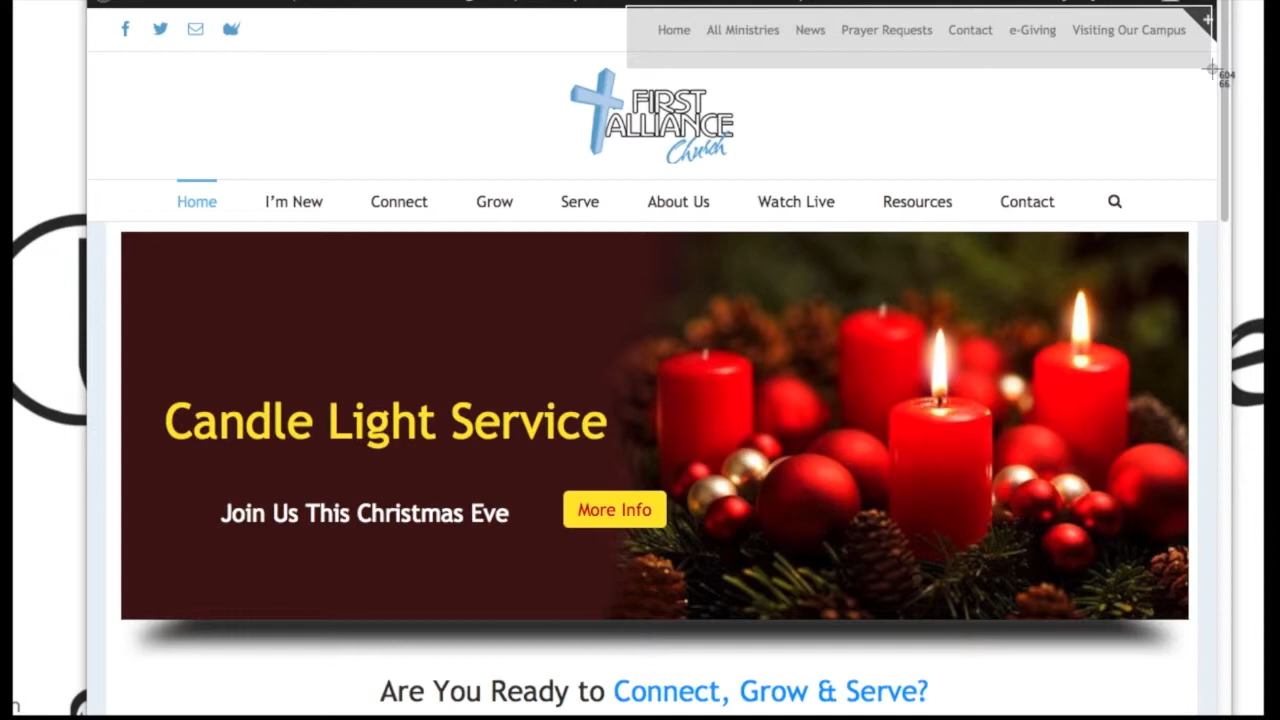 Home All Ministries News Prayer Requests Contact e-Giving Visiting Our Campus
604
66
FIRST
ALLIANCE
Church
Home I'm New Connect Grow Serve About Us Watch Live Resources Contact
Candle Light Service
Join Us This Christmas Eve More Info
Are You Ready to Connect, Grow & Serve?